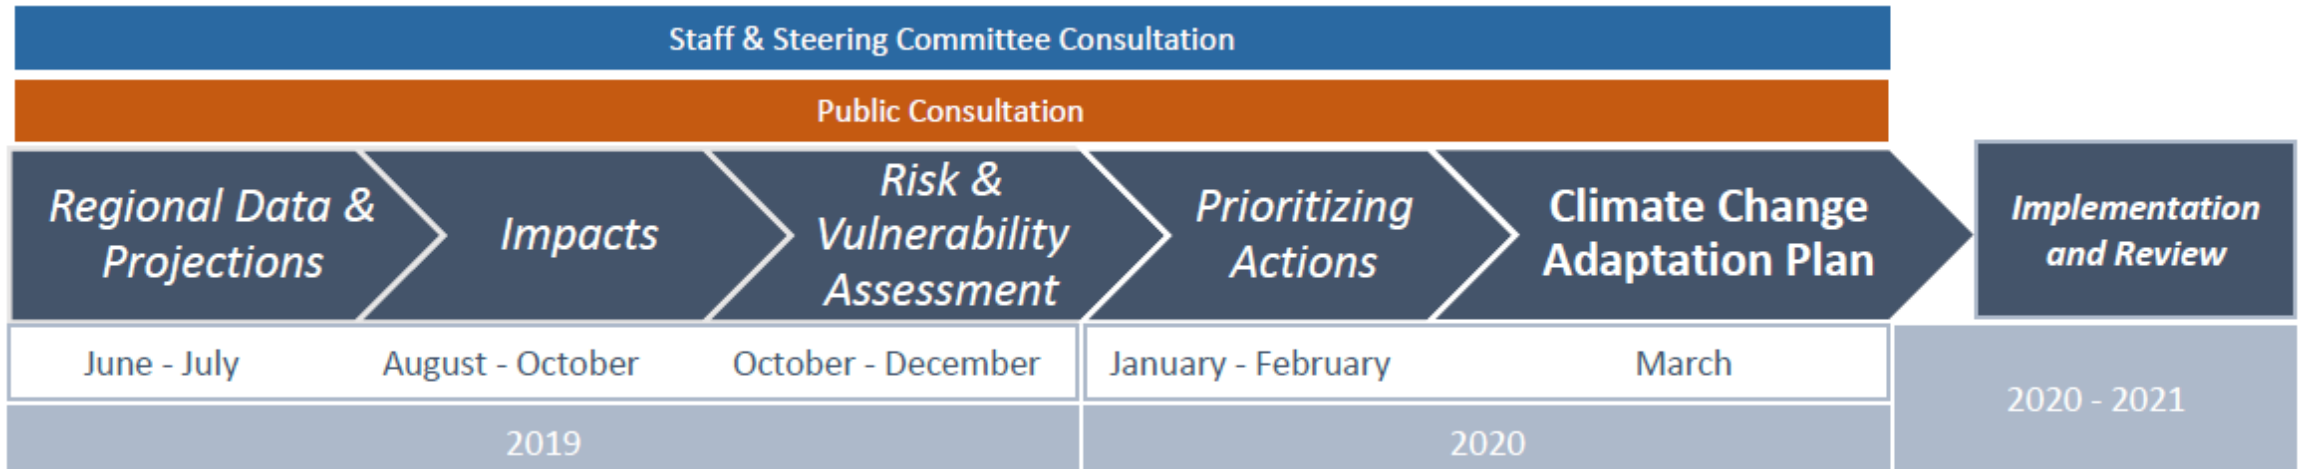 Staff & Steering Committee Consultation
Public Consultation
Regional Data &
Projections
Impacts
Risk &
Vulnerability
Assessment
Prioritizing
Actions
Climate Change
Adaptation Plan
Implementation
and Review
June - July
August - October
October - December
January - February
March
2019
2020
2020 - 2021